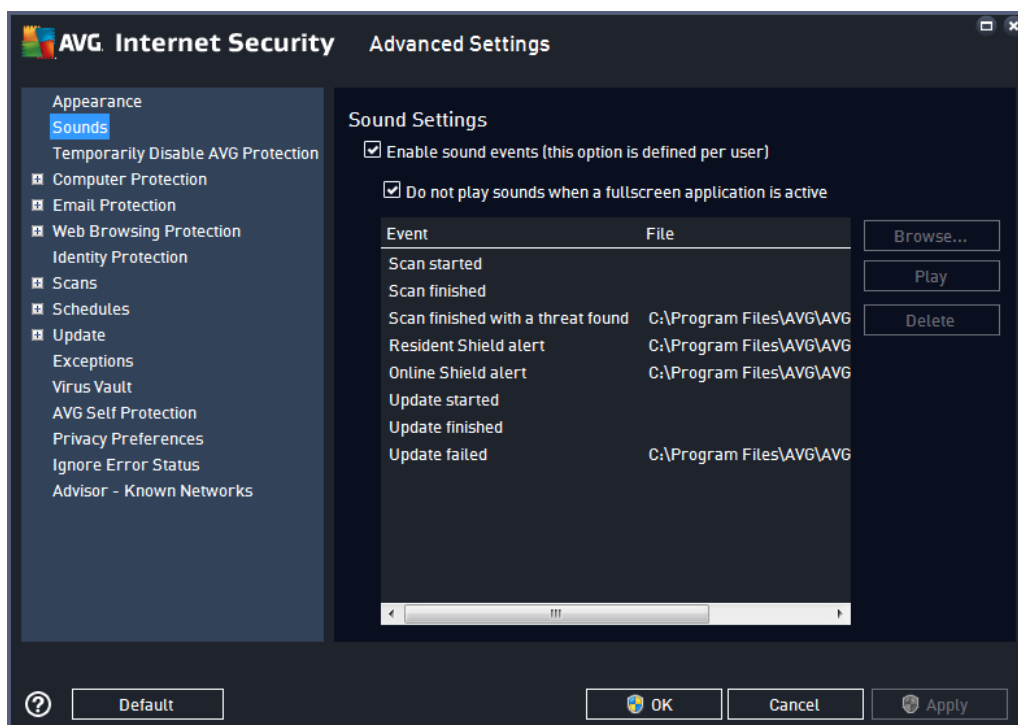 AVG. Internet Security Advanced Settings
Appearance
Sounds
Temporarily Disable AVG Protection
Computer Protection
Email Protection
Web Browsing Protection
Identity Protection
Scans
Schedules
Update
Exceptions
Virus Vault
AVG Self Protection
Privacy Preferences
Ignore Error Status
Advisor - Known Networks
Sound Settings
Enable sound events (this option is defined per user)
Do not play sounds when a fullscreen application is active
Event File
Scan started
Scan finished
Scan finished with a threat found C:\Program Files\AVG\AVG
Resident Shield alert C:\Program Files\AVG\AVG
Online Shield alert C:\Program Files\AVG\AVG
Update started
Update finished
Update failed C:\Program Files\AVG\AVG
Browse...
Play
Delete
? Default OK Cancel Apply